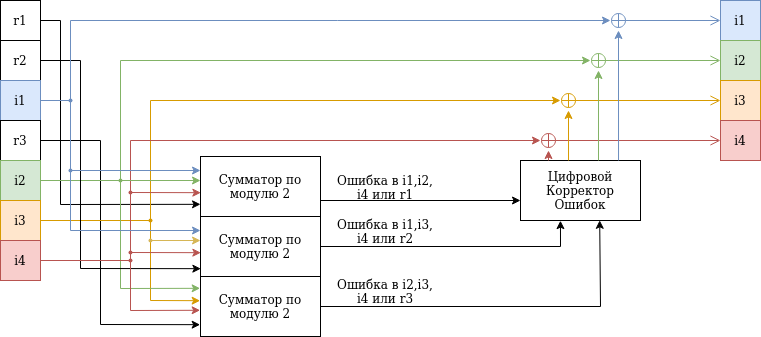 r1
r2
i1
r3
i2
i3
i4
Сумматор по
модулю 2
Сумматор по
модулю 2
Сумматор по
модулю 2
Ошибка в i1,i2,
i4 или r1
Ошибка в i1,i3,
i4 или r2
Ошибка в i2,i3,
i4 или r3
Цифровой
Корректор
Ошибок
i1
i2
i3
i4